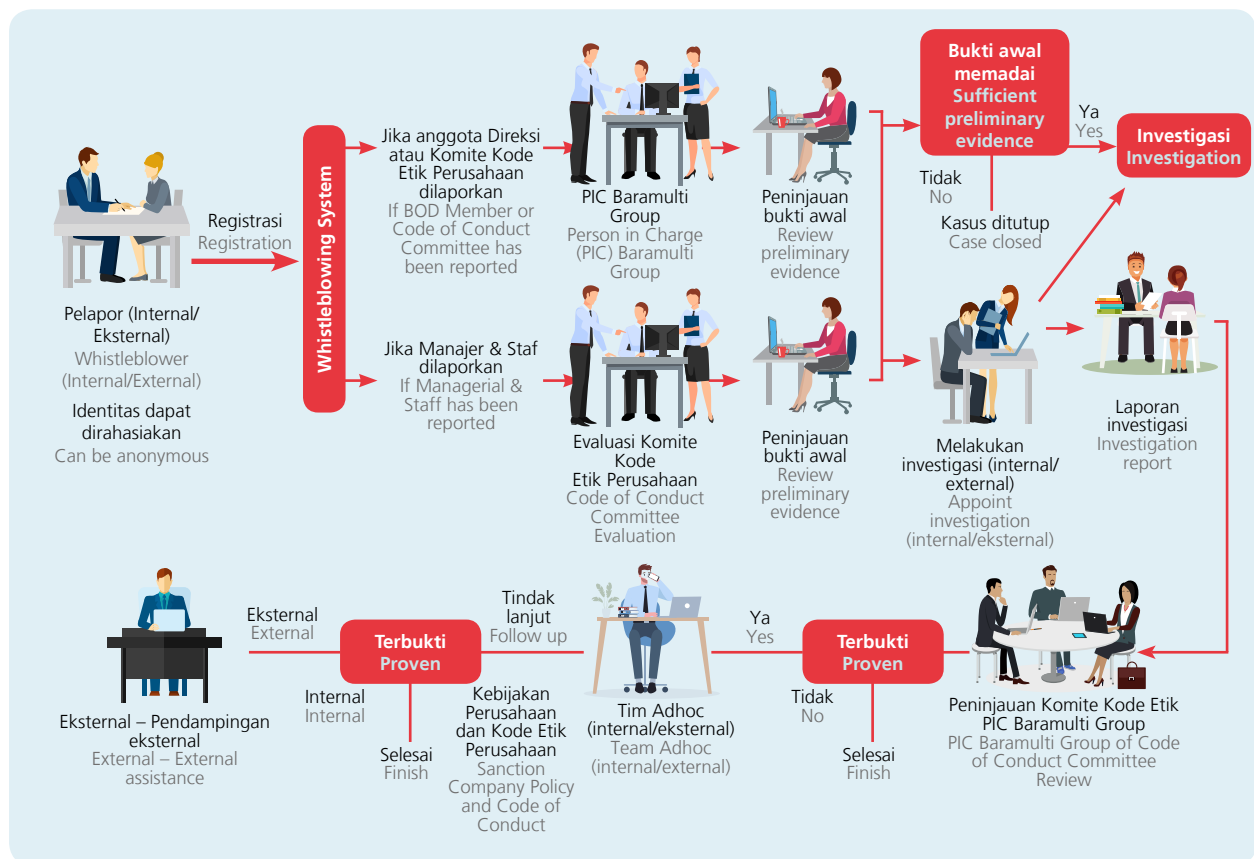 Pelapor (Internal/
Eksternal)
Whistleblower
(Internal/External)
Identitas dapat
dirahasiakan
Can be anonymous
Registrasi
Registration
Whistleblowing System
Jika anggota Direksi
atau Komite Kode
Etik Perusahaan
dilaporkan
If BOD Member or
Code of Conduct
Committee has
been reported
PIC Baramulti
Group
Person in Charge
(PIC) Baramulti
Group
Peninjauan
bukti awal
Review
preliminary
evidence
Bukti awal
memadai
Sufficient
preliminary
evidence
Ya
Yes
Investigasi
Investigation
Tidak
No
Kasus ditutup
Case closed
Jika Manajer & Staf
dilaporkan
If Managerial &
Staff has been
reported
Evaluasi Komite
Kode
Etik Perusahaan
Code of Conduct
Committee
Evaluation
Peninjauan
bukti awal
Review
preliminary
evidence
Melakukan
investigasi (internal/
external)
Appoint
investigation
(internal/eksternal)
Laporan
investigasi
Investigation
report
Peninjauan Komite Kode Etik
PIC Baramulti Group
PIC Baramulti Group of Code
of Conduct Committee
Review
Terbukti
Proven
Ya
Yes
Tidak
No
Selesai
Finish
Tim Adhoc
(internal/eksternal)
Team Adhoc
(internal/external)
Tindak
lanjut
Follow up
Kebijakan
Perusahaan
dan Kode Etik
Perusahaan
Sanction
Company Policy
and Code of
Conduct
Terbukti
Proven
Eksternal
External
Internal
Internal
Selesai
Finish
Eksternal – Pendampingan
eksternal
External – External
assistance